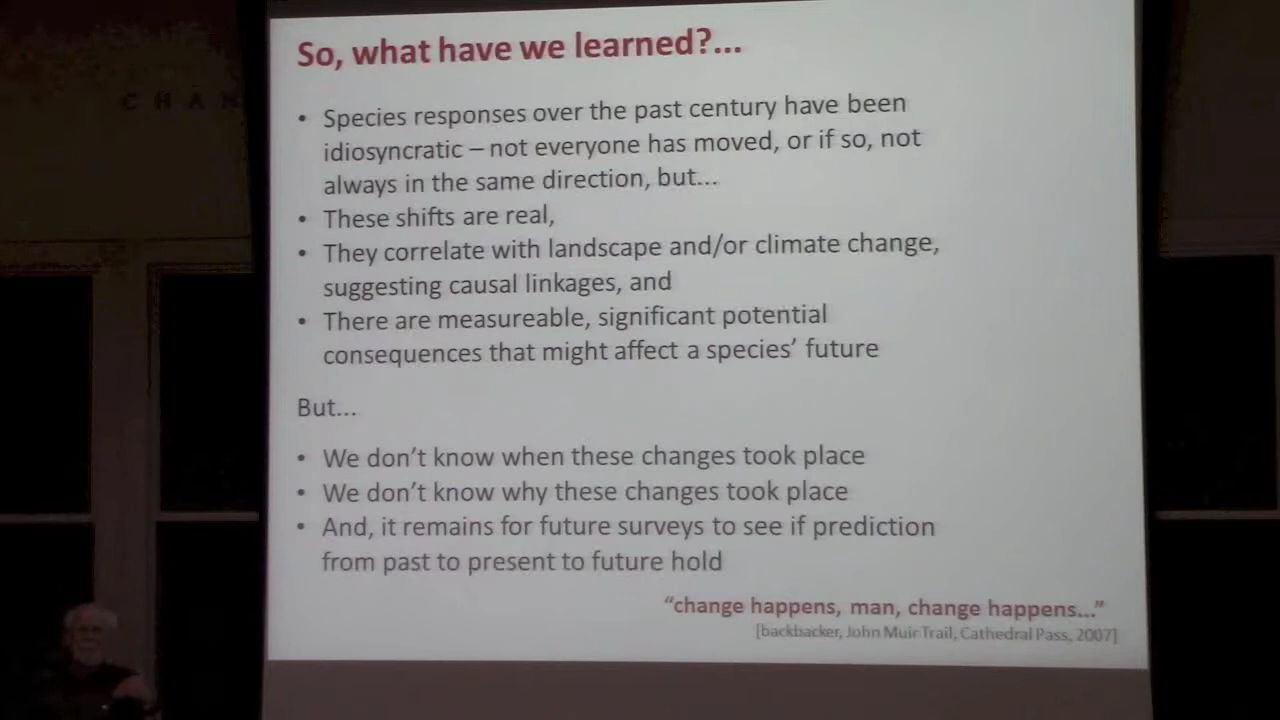 CHAN
So, what have we learned?...
• Species responses over the past century have been
idiosyncratic – not everyone has moved, or if so, not
always in the same direction, but...
• These shifts are real,
• They correlate with landscape and/or climate change,
suggesting causal linkages, and
• There are measureable, significant potential
consequences that might affect a species’ future
But...
• We don’t know when these changes took place
• We don’t know why these changes took place
• And, it remains for future surveys to see if prediction
from past to present to future hold
“change happens, man, change happens...”
[backbacker, John Muir Trail, Cathedral Pass, 2007]